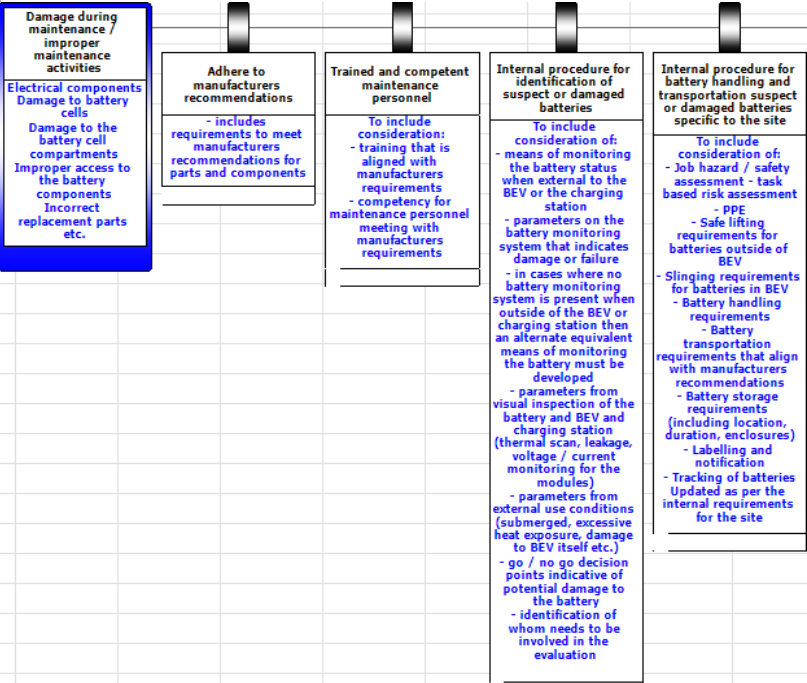 Damage during
maintenance /
improper
maintenance
activities
Electrical components
Damage to battery
cells
Damage to the
battery cell
compartments
Improper access to
the battery
components
Incorrect
replacement parts
etc.
Adhere to
manufacturers
recommendations
- includes
requirements to meet
manufacturers
recommendations for
parts and components
Trained and competent
maintenance
personnel
To include
consideration:
- training that is
aligned with
manufacturers
requirements
- competency for
maintenance personnel
meeting with
manufacturers
requirements
Internal procedure for
identification of
suspect or damaged
batteries
To include
consideration of:
- means of monitoring
the battery status
when external to the
BEV or the charging
station
- parameters on the
battery monitoring
system that indicates
damage or failure
- in cases where no
battery monitoring
system is present when
outside of the BEV or
charging station then
an alternate equivalent
means of monitoring
the battery must be
developed
- parameters from
visual inspection of the
battery and BEV and
charging station
(thermal scan, leakage,
voltage / current
monitoring for the
modules)
- parameters from
external use conditions
(submerged, excessive
heat exposure, damage
to BEV itself etc.)
- go / no go decision
points indicative of
potential damage to
the battery
- identification of
whom needs to be
involved in the
evaluation
Internal procedure for
battery handling and
transportation suspect
or damaged batteries
specific to the site
To include
consideration of:
- Job hazard / safety
assessment - task
based risk assessment
- PPE
- Safe lifting
requirements for
batteries outside of
BEV
- Slinging requirements
for batteries in BEV
- Battery handling
requirements
- Battery
transportation
requirements that align
with manufacturers
recommendations
- Battery storage
requirements
(including location,
duration, enclosures)
- Labelling and
notification
- Tracking of batteries
Updated as per the
internal requirements
for the site